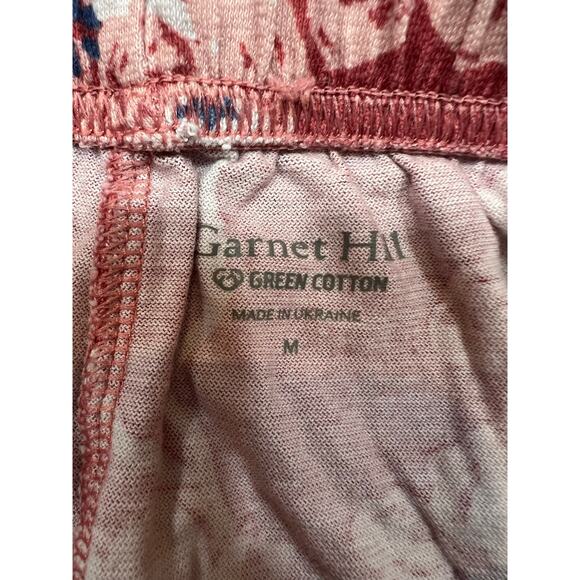 Garnet Hill
GREEN COTTON
MADE IN UKRAINE
M